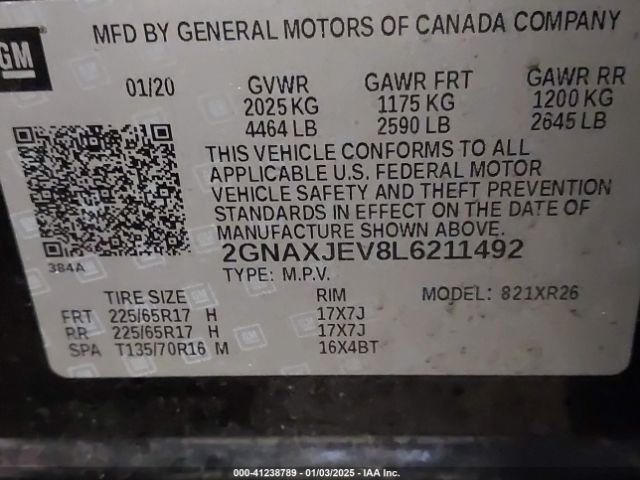 GM
MFD BY GENERAL MOTORS OF CANADA COMPANY
01/20 GVWR GAWR FRT GAWR RR
2025 KG 1175 KG 1200 KG
4464 LB 2590 LB 2645 LB
THIS VEHICLE CONFORMS TO ALL
APPLICABLE U.S. FEDERAL MOTOR
VEHICLE SAFETY AND THEFT PREVENTION
STANDARDS IN EFFECT ON THE DATE OF
MANUFACTURE SHOWN ABOVE.
384A 2GNAXJEV8L6211492
TYPE: M.P.V.
TIRE SIZE RIM MODEL: 821XR26
FRT 225/65R17 H 17X7J
RR 225/65R17 H 17X7J
SPA T135/70R16 M 16X4BT
000-41238789 - 01/03/2025 - IAA Inc.